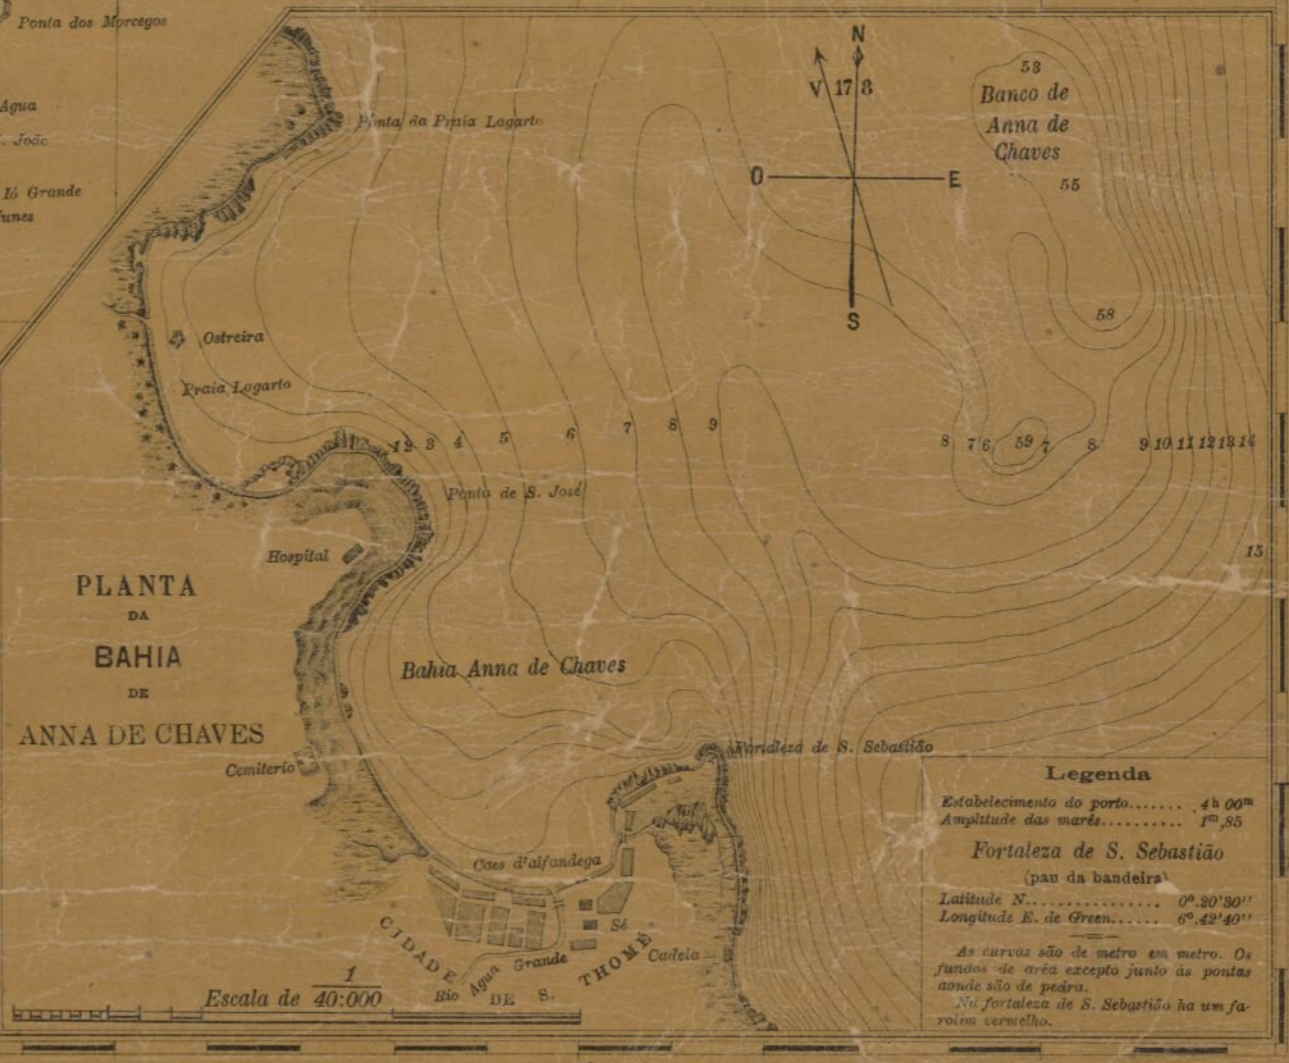 Ponta dos Morcegos
Agua
João
Ió Grande
Ponta da Praia Lagarto
N
V 17 8
O
E
S
53
Banco de
Anna de
Chaves
55
58
Ostreira
Praia Lagarto
1 2 3 4 5 6 7 8 9
8 7 6 59 7 8 9 10 11 12 13 14
Ponta de S. José
15
Hospital
PLANTA
DA
BAHIA
DE
ANNA DE CHAVES
Bahia Anna de Chaves
Cemiterio
Fortaleza de S. Sebastião
Caes d'alfandega
Sé
Cadeia
CIDADE
DE S.
THOMÉ
Rio Agua Grande
Escala de 1/40:000
Legenda
Estabelecimento do porto....... 4h 00m
Amplitude das marés.......... 1m,85
Fortaleza de S. Sebastião
(pau da bandeira)
Latitude N................ 0º.20'30''
Longitude E. de Green...... 6º.42'40''
As curvas são de metro em metro. Os
fundos de arêa excepto junto ás pontas
aonde são de pedra.
Na fortaleza de S. Sebastião ha um fa-
rolim vermelho.